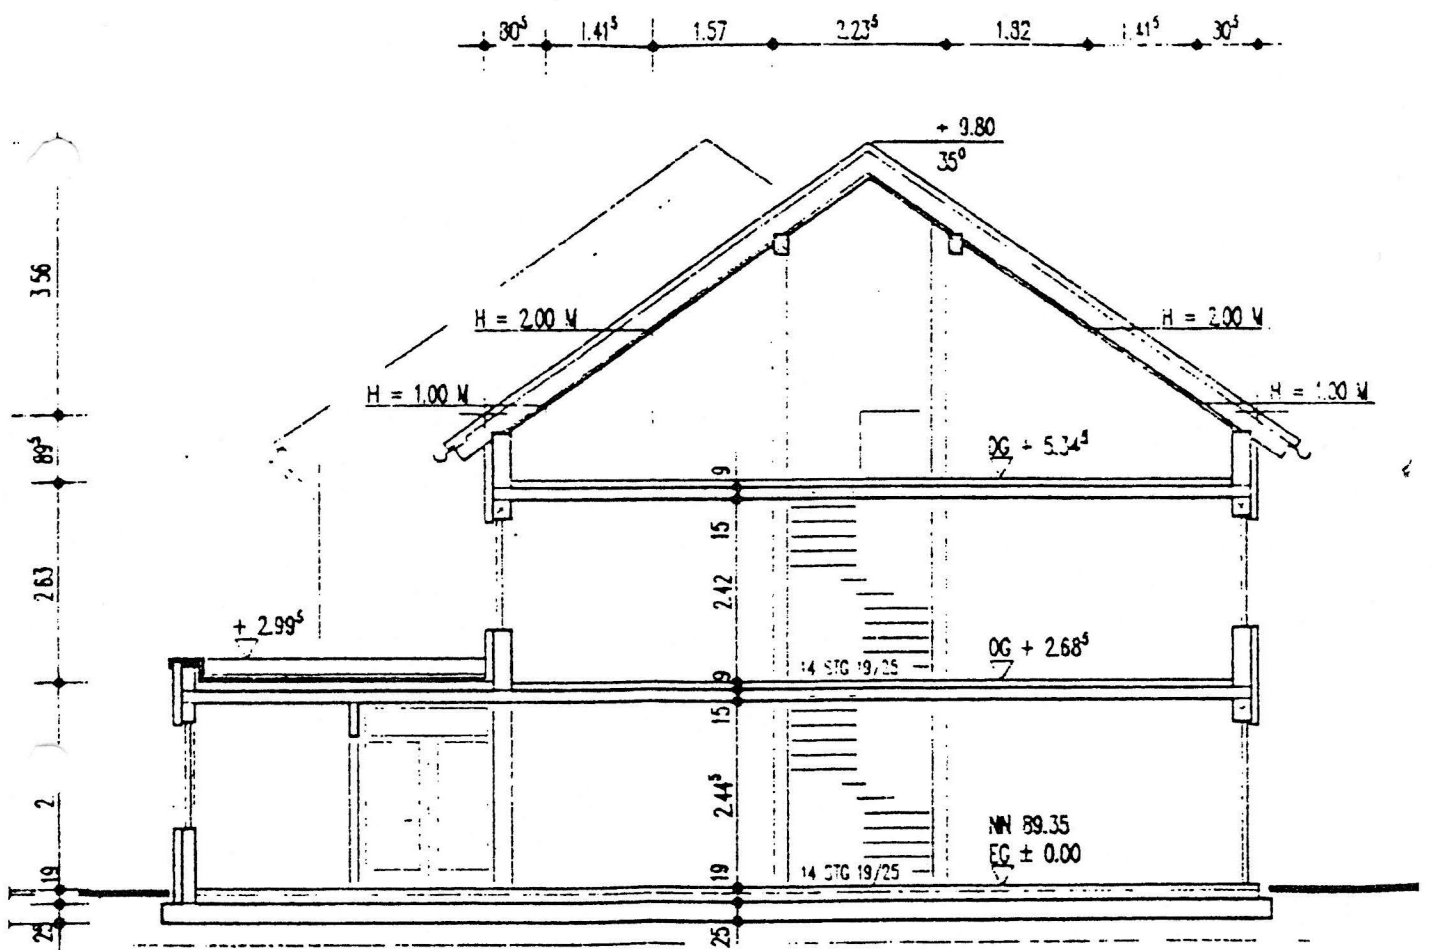 80⁵ 1.41⁵ 1.57 2.23⁵ 1.82 1.41⁵ 30⁵
+ 9.80
35°
3.56
H = 2.00 M
H = 2.00 M
H = 1.00 M
H = 1.00 M
89⁵
OG + 5.34⁵
9
15
2.63
2.42
+ 2.99⁵
OG + 2.68⁵
14 STG 19/25
9
15
2.
2.44⁵
NN 89.35
EG ± 0.00
14 STG 19/25
19
19
25
25